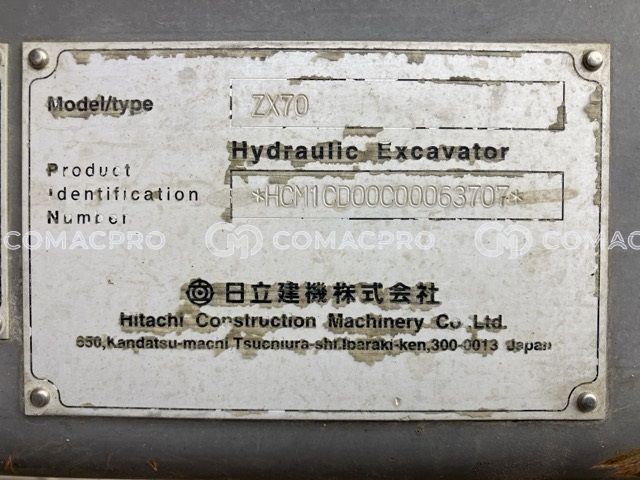 Model/type ZX70
Hydraulic Excavator
Product
Identification
Number
*HCM1CD00C00063707*
COMACPRO COMACPRO COMACPRO
日立建機株式会社
Hitachi Construction Machinery Co.,Ltd.
650,Kandatsu-machi,Tsuchiura-shi,Ibaraki-ken,300-0013 Japan